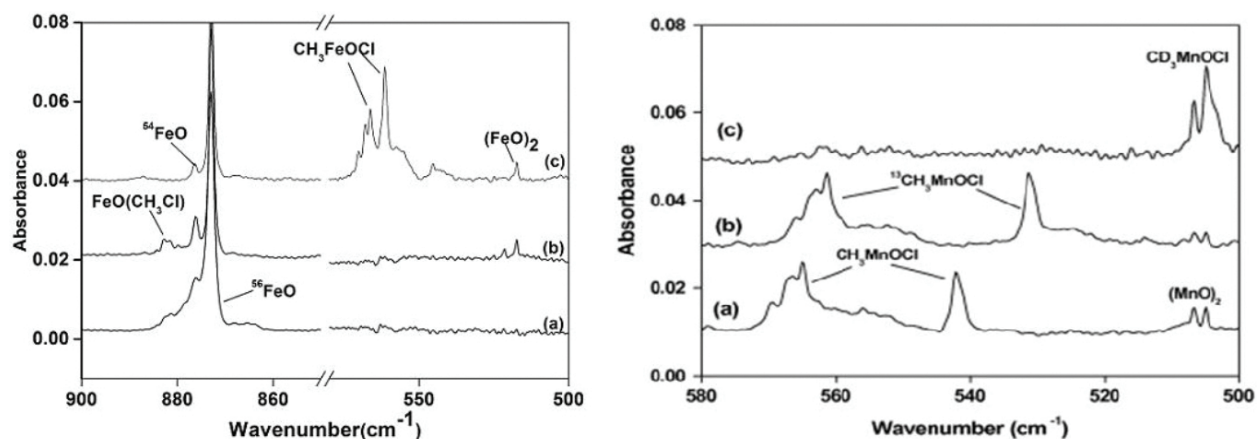 0.08
0.06
0.04
0.02
0.00
Absorbance
CH₃FeOCl
⁵⁴FeO
(FeO)₂
(c)
FeO(CH₃Cl)
(b)
⁵⁶FeO
(a)
900 880 860 550 500
Wavenumber(cm⁻¹)
0.08
0.06
0.04
0.02
0.00
Absorbance
CD₃MnOCl
(c)
¹³CH₃MnOCl
(b)
CH₃MnOCl
(a)
(MnO)₂
580 560 540 520 500
Wavenumber (cm⁻¹)